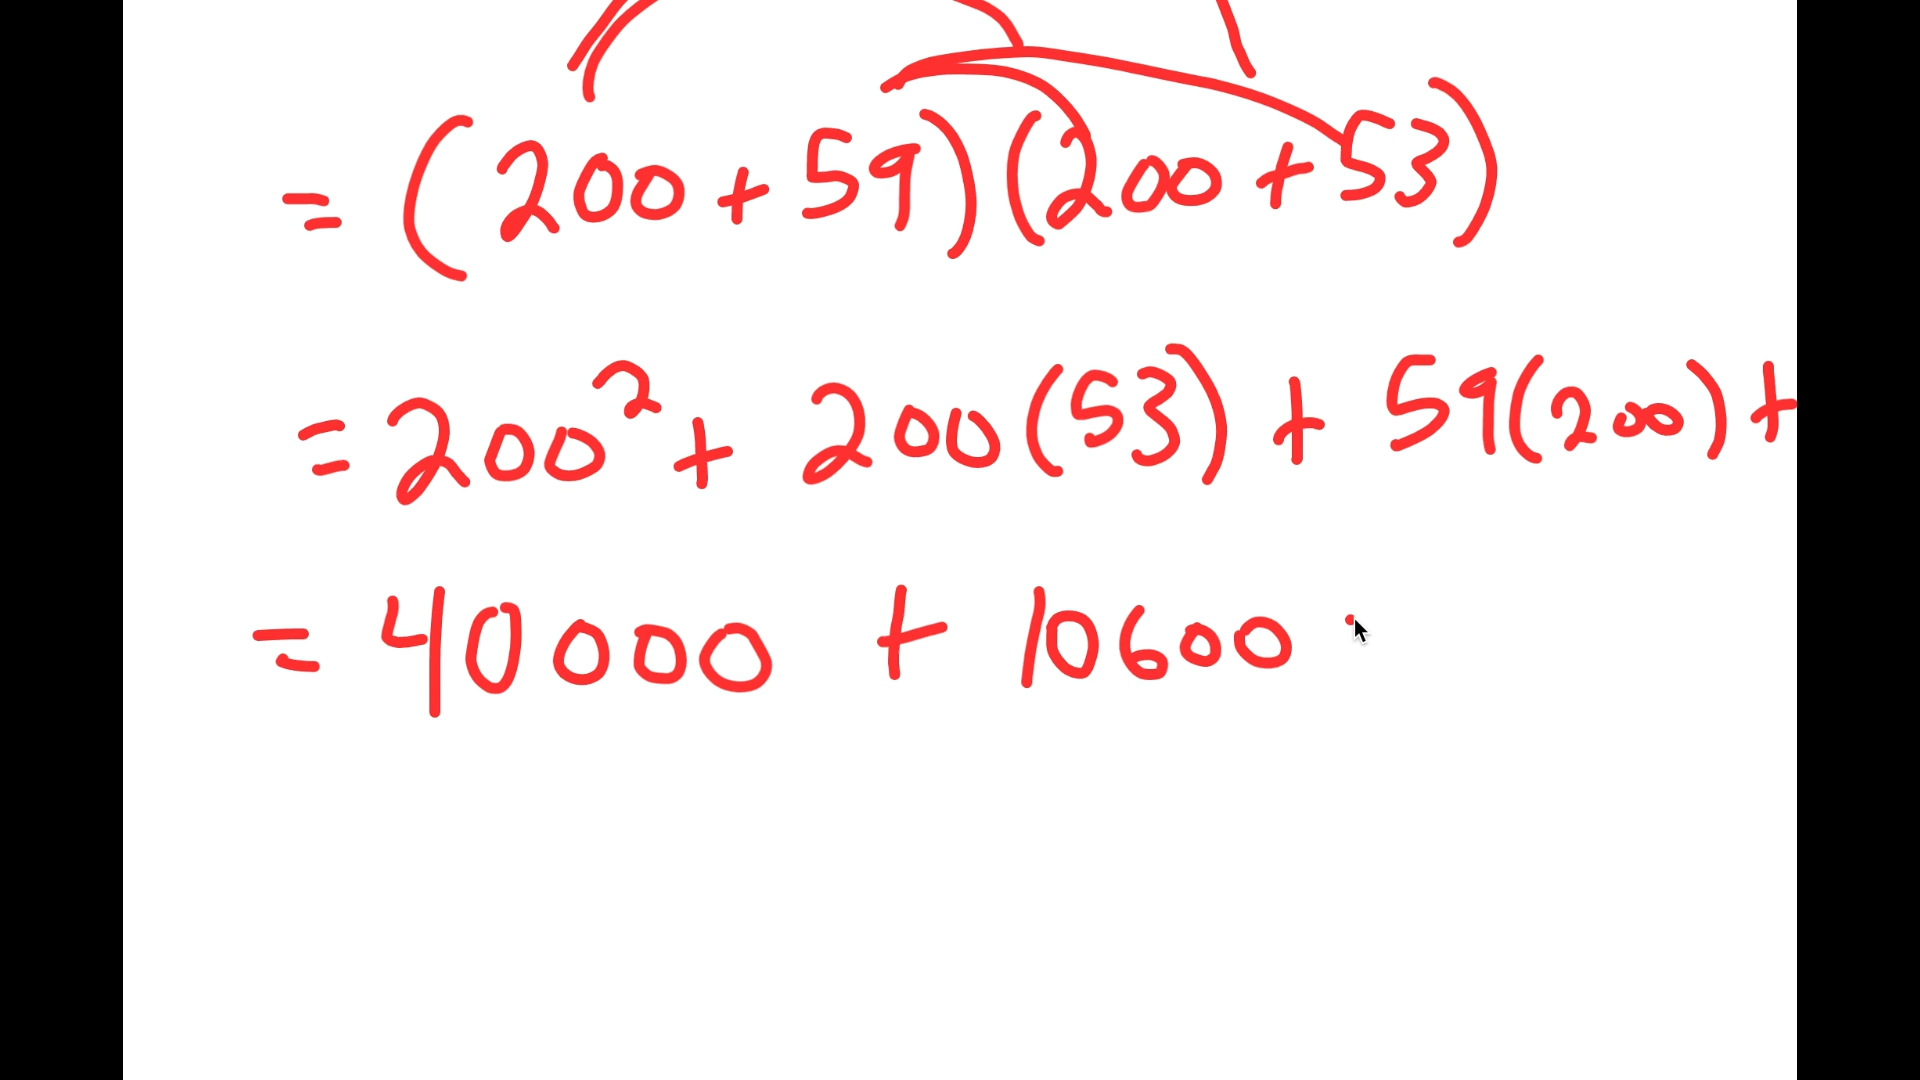 = (200 + 59)(200 + 53)
= 200² + 200(53) + 59(200) +
= 40000 + 10600